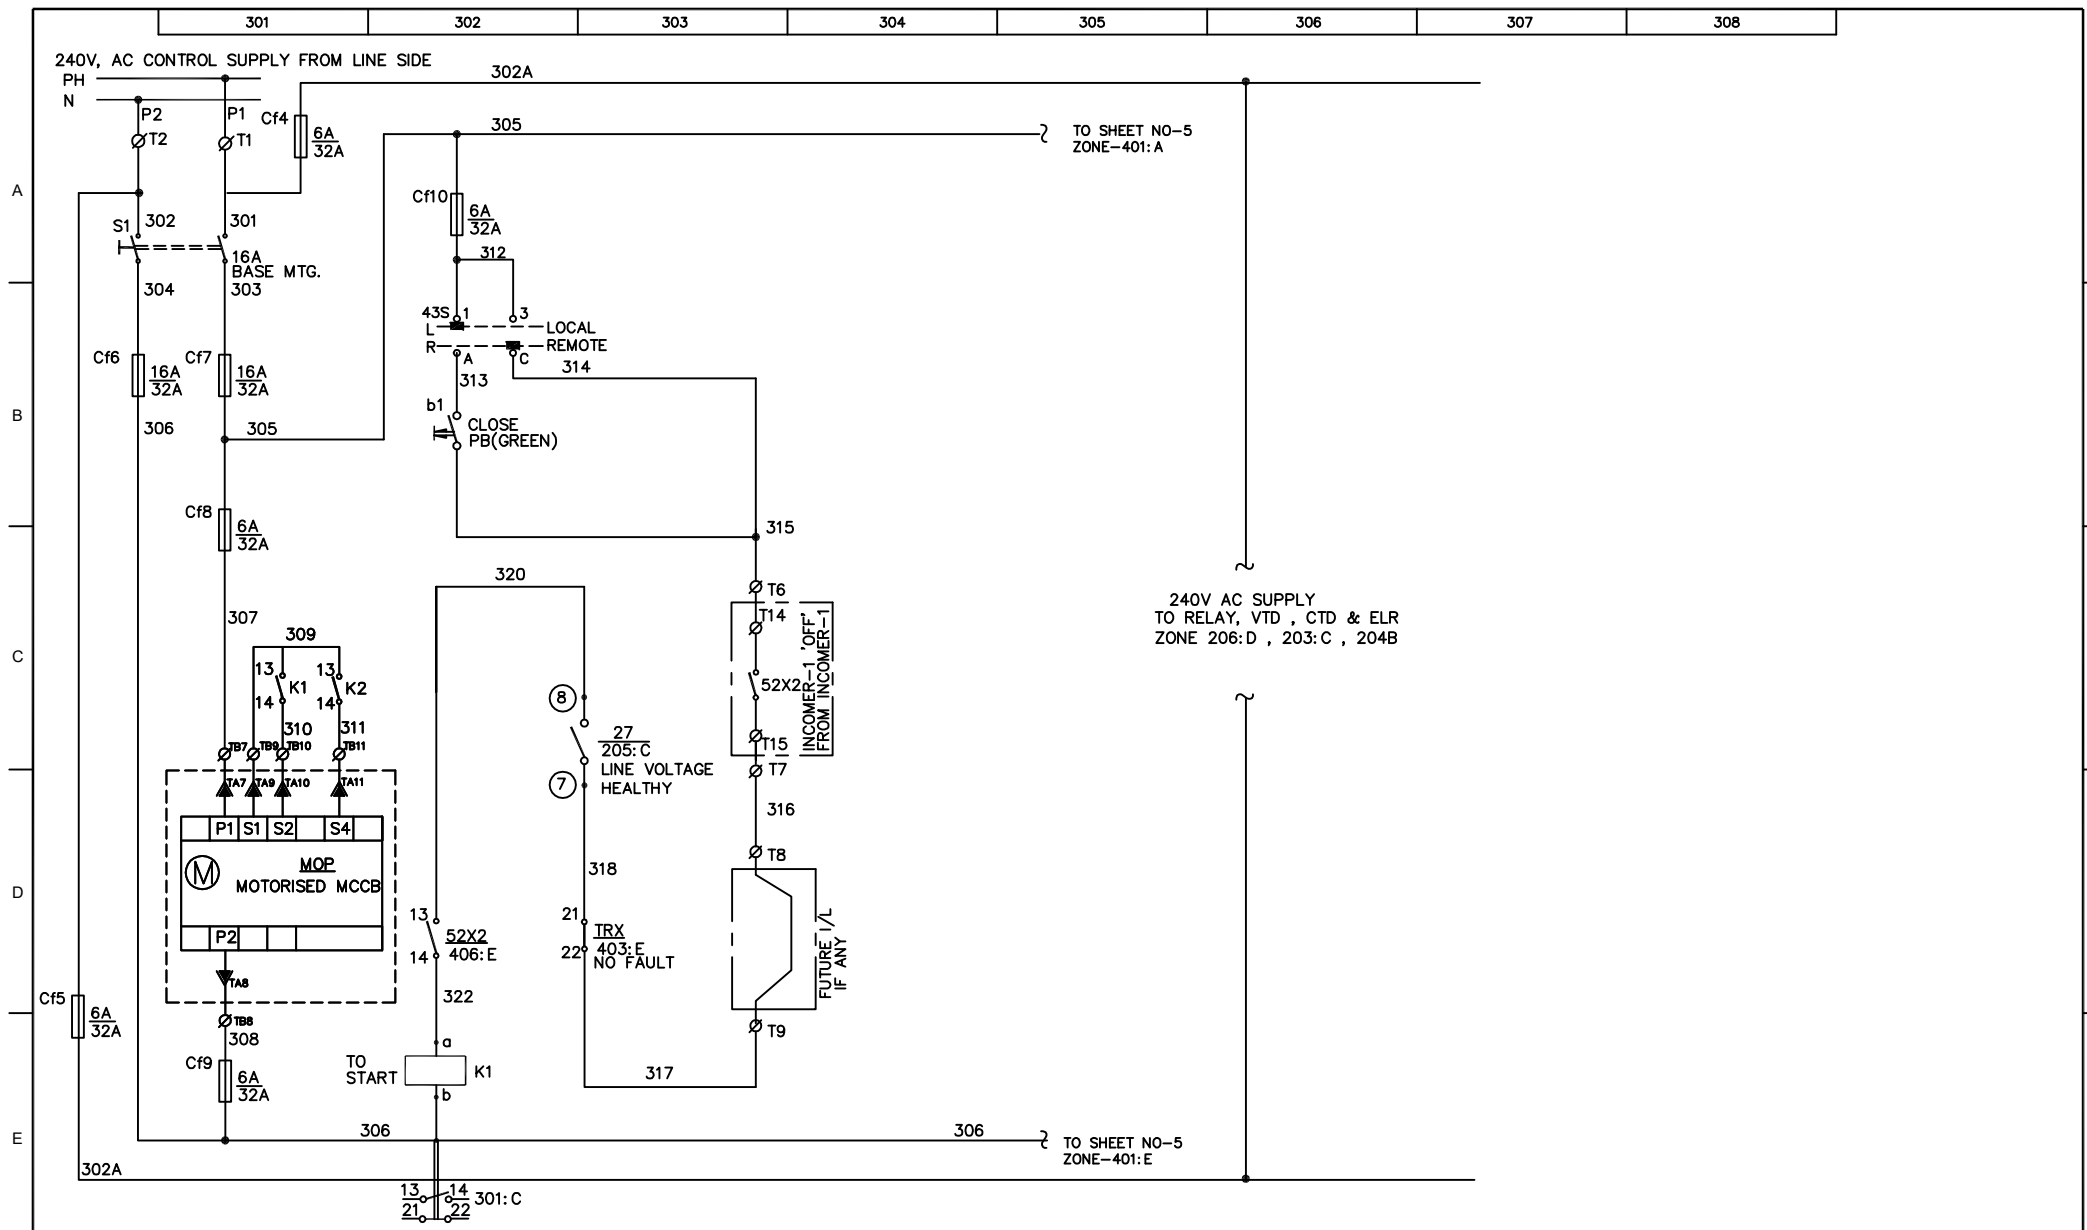 301 302 303 304 305 306 307 308
240V, AC CONTROL SUPPLY FROM LINE SIDE
PH
N
302A
P2
P1
Cf4
6A
32A
T2
T1
305
TO SHEET NO-5
ZONE-401:A
A
Cf10
6A
32A
S1
302
301
16A
BASE MTG.
304
303
312
43S 1
3
L
LOCAL
R
REMOTE
A
C
314
313
Cf6
16A
32A
Cf7
16A
32A
B
b1
CLOSE
PB(GREEN)
306
305
Cf8
6A
32A
315
320
T6
T14
307
309
240V AC SUPPLY
TO RELAY, VTD , CTD & ELR
ZONE 206:D , 203:C , 204B
C
13
K1
14
13
K2
14
310
311
52X2
INCOMER-1 'OFF'
FROM INCOMER-1
8
27
205:C
LINE VOLTAGE
HEALTHY
7
T15
T7
TB7
TB9
TB10
TB11
TA7
TA9
TA10
TA11
316
P1 S1 S2 S4
T8
M
MOP
MOTORISED MCCB
318
D
P2
13
14
52X2
406:E
21
22
TRX
403:E
NO FAULT
FUTURE I/L
IF ANY
TA8
Cf5
6A
32A
322
TB8
308
T9
a
Cf9
6A
32A
TO
START
K1
b
317
E
306
306
TO SHEET NO-5
ZONE-401:E
302A
13 14
301:C
21 22